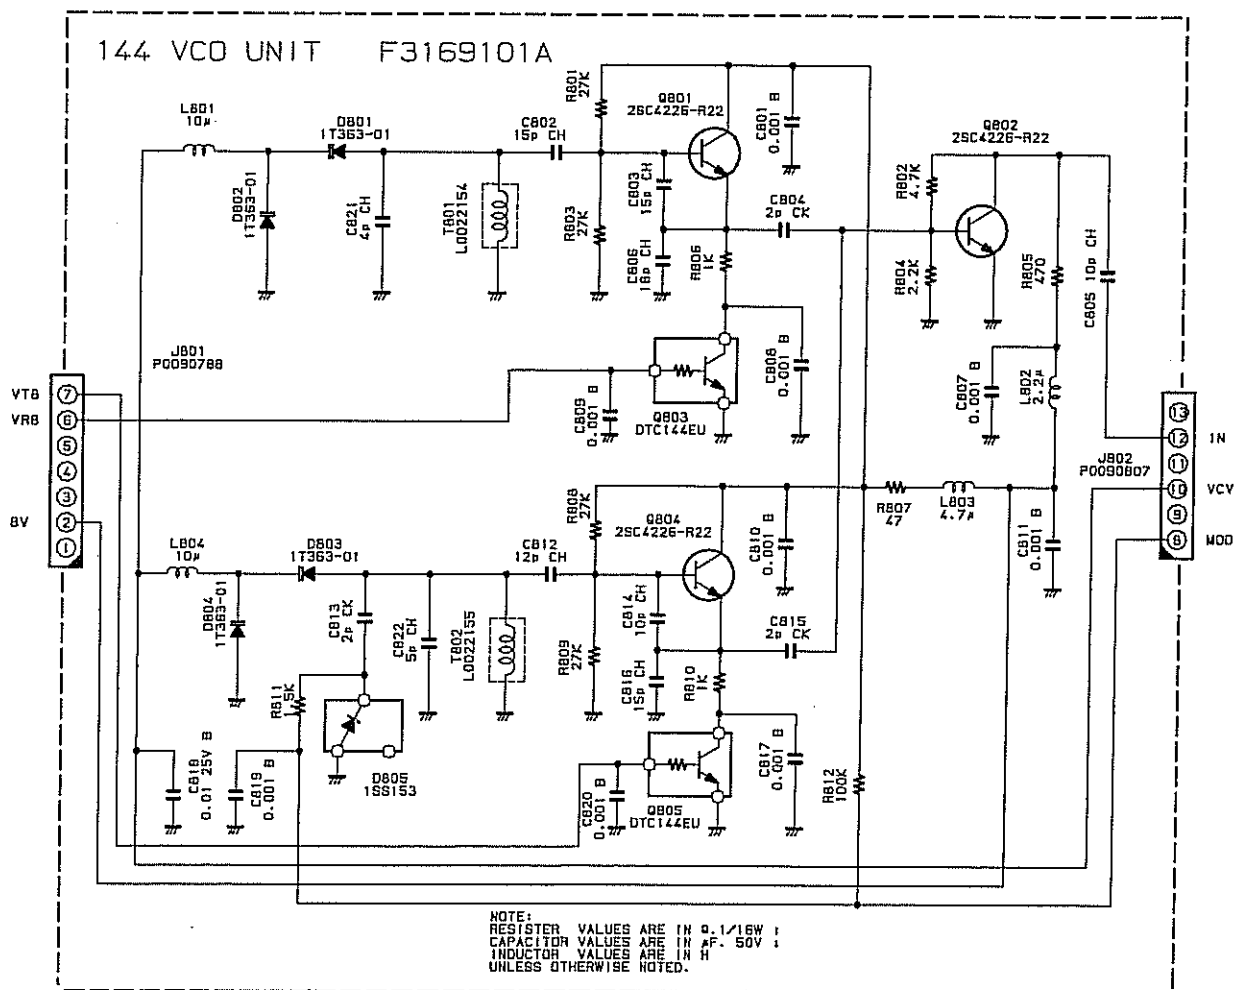 144 VCO UNIT F3169101A
L801
10μ
D801
1T363-01
D802
1T363-01
C821
4p CH
T801
L0022154
C802
15p CH
R801
27K
R803
27K
Q801
2SC4226-R22
C801
0.001 B
C803
15p CH
C806
18p CH
C804
2p CK
R806
1K
Q802
2SC4226-R22
R802
4.7K
R804
2.2K
R805
470
C805 10p CH
J801
P0090788
VT8
VR8
8V
7
6
5
4
3
2
1
C809
0.001 B
Q803
DTC144EU
C808
0.001 B
C807
0.001 B
L802
2.2μ
J802
P0090807
13
12
11
10
9
8
IN
VCV
MOD
R807
47
L803
4.7μ
C811
0.001 B
L804
10μ
D803
1T363-01
D804
1T363-01
C813
2p CK
C822
5p CH
T802
L0022155
C812
12p CH
R808
27K
R809
27K
Q804
2SC4226-R22
C810
0.001 B
C814
10p CH
C816
15p CH
C815
2p CK
R810
1K
R811
1.5K
D805
1SS153
C818
0.01 25V B
C819
0.001 B
C820
0.001 B
Q805
DTC144EU
C817
0.001 B
R812
100K
NOTE:
RESISTER VALUES ARE IN Ω.1/16W ;
CAPACITOR VALUES ARE IN μF. 50V ;
INDUCTOR VALUES ARE IN H
UNLESS OTHERWISE NOTED.